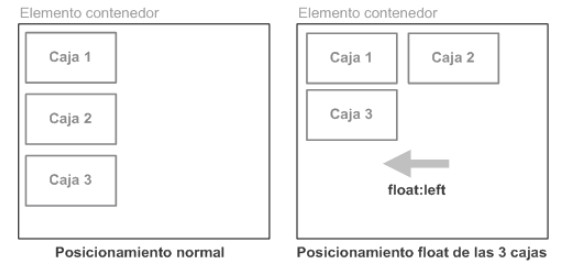 Elemento contenedor
Caja 1
Caja 2
Caja 3
Posicionamiento normal
Elemento contenedor
Caja 1 Caja 2
Caja 3
float:left
Posicionamiento float de las 3 cajas